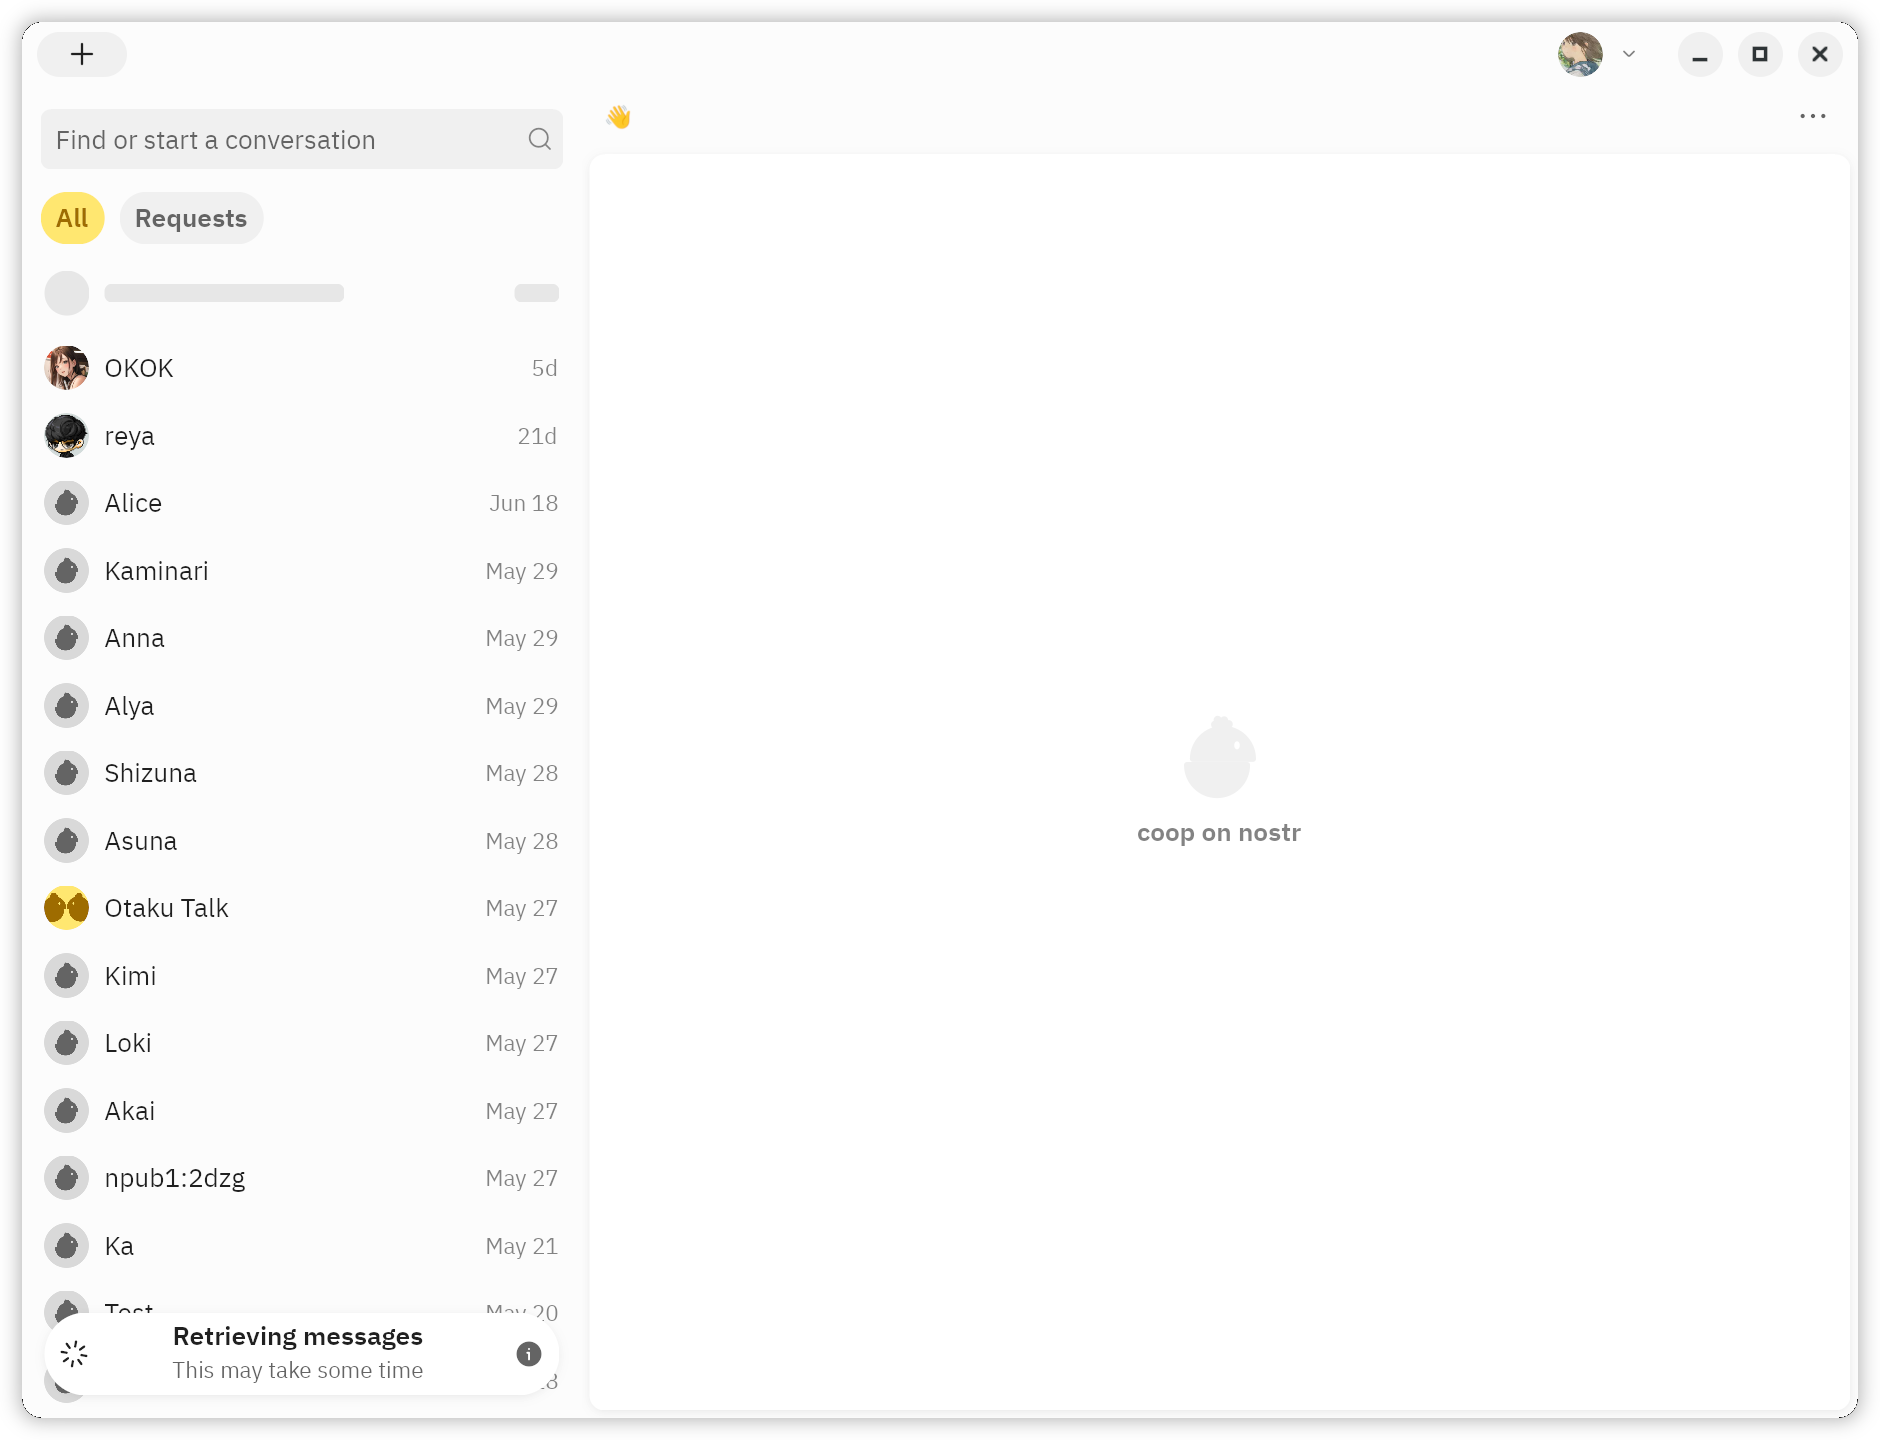 Find or start a conversation
All Requests
OKOK 5d
reya 21d
Alice Jun 18
Kaminari May 29
Anna May 29
Alya May 29
Shizuna May 28
Asuna May 28
Otaku Talk May 27
Kimi May 27
Loki May 27
Akai May 27
npub1:2dzg May 27
Ka May 21
Test May 20
Retrieving messages
This may take some time
👋
coop on nostr